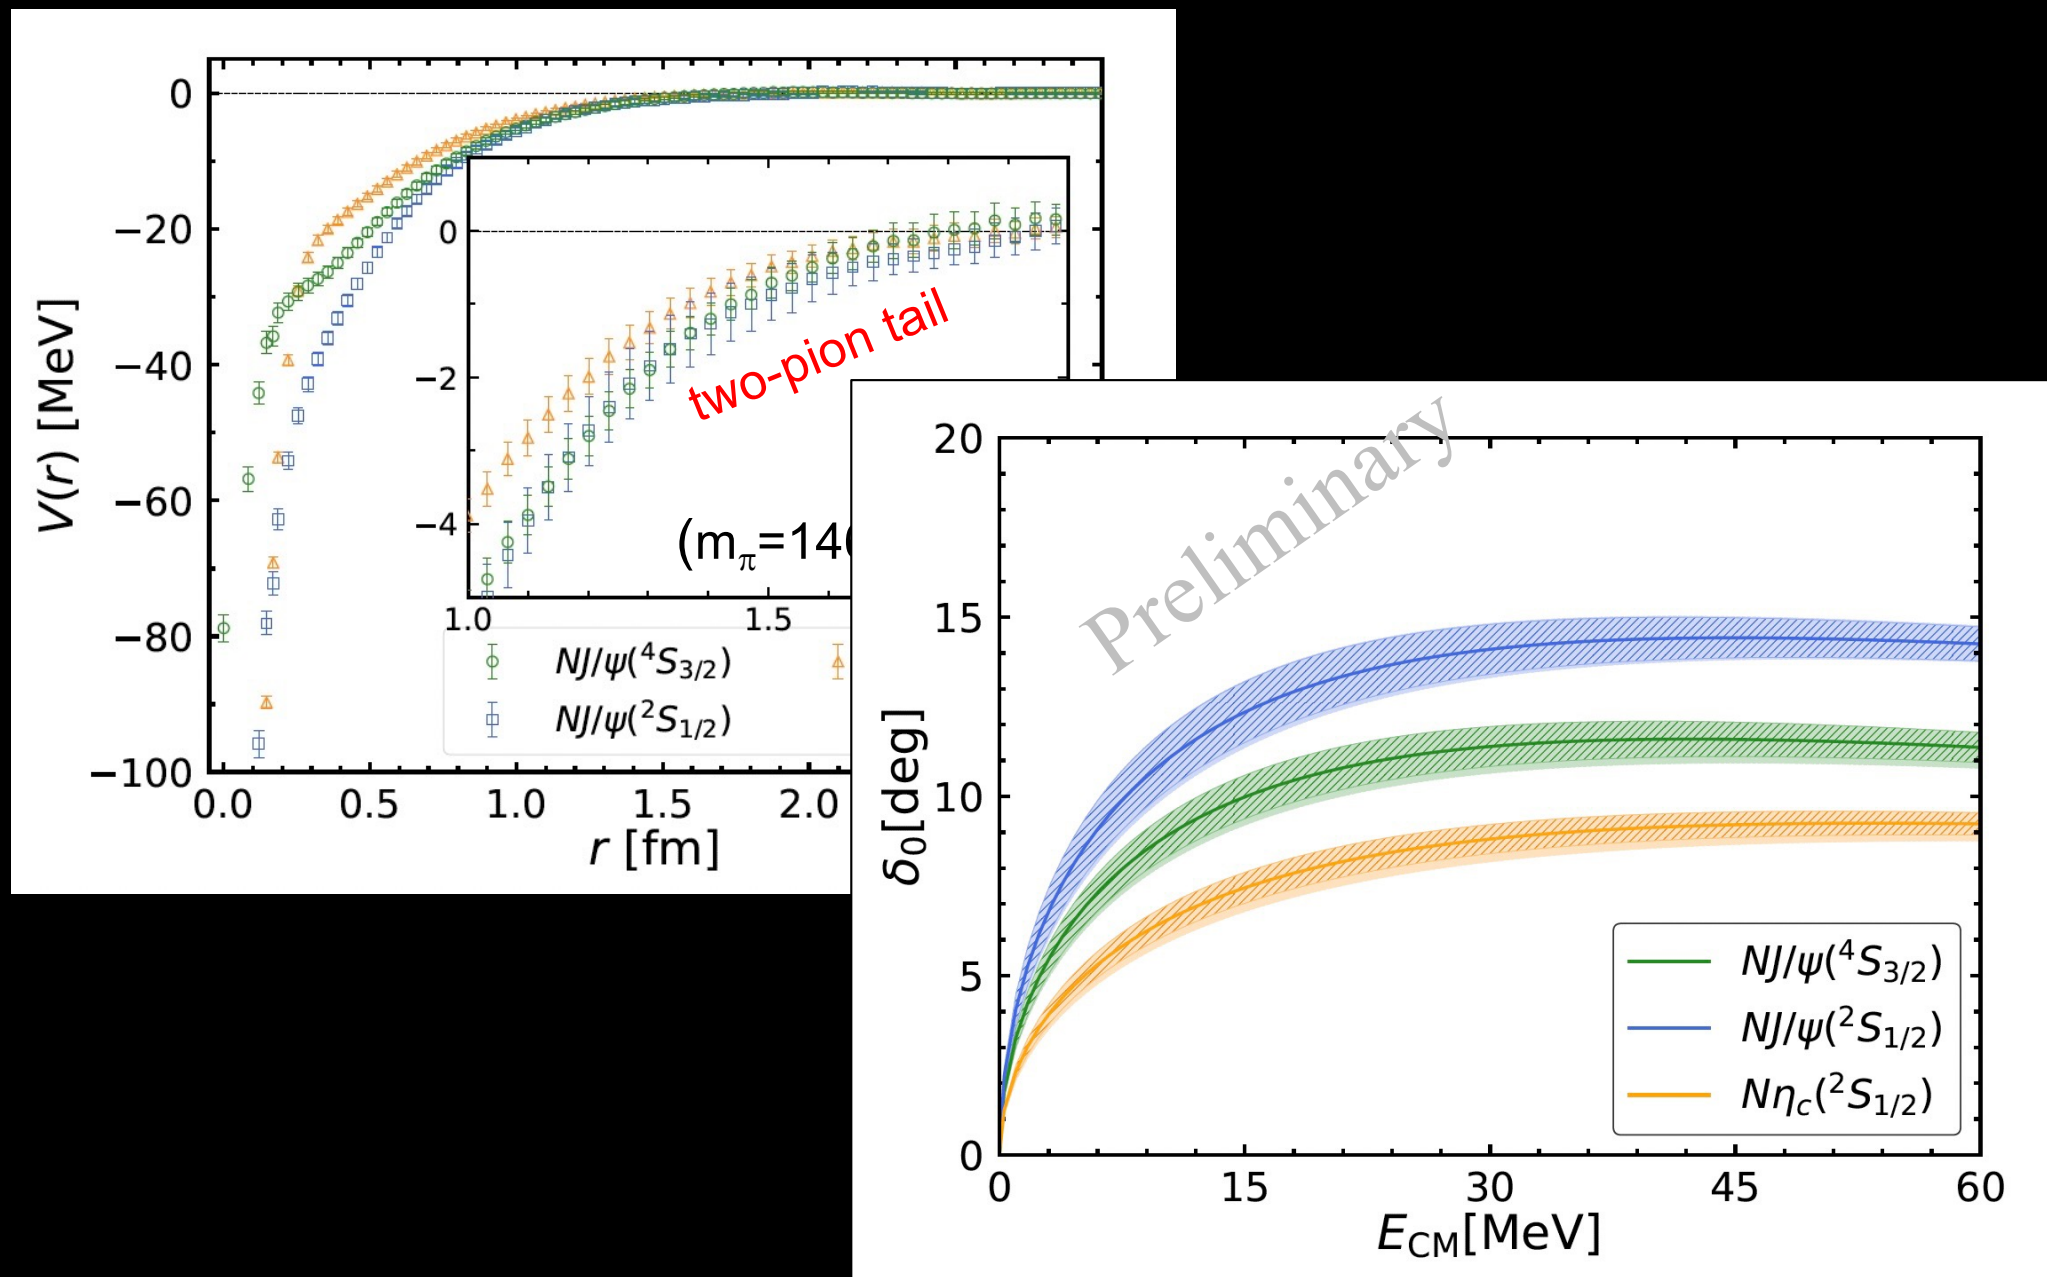 0
−20
−40
−60
−80
−100
V(r) [MeV]
0
−2
−4
two-pion tail
(mπ=14
1.0
1.5
NJ/ψ(⁴S₃/₂)
NJ/ψ(²S₁/₂)
0.0 0.5 1.0 1.5 2.0
r [fm]
Preliminary
20
15
10
5
0
δ₀[deg]
NJ/ψ(⁴S₃/₂)
NJ/ψ(²S₁/₂)
Nηc(²S₁/₂)
0 15 30 45 60
E_CM[MeV]